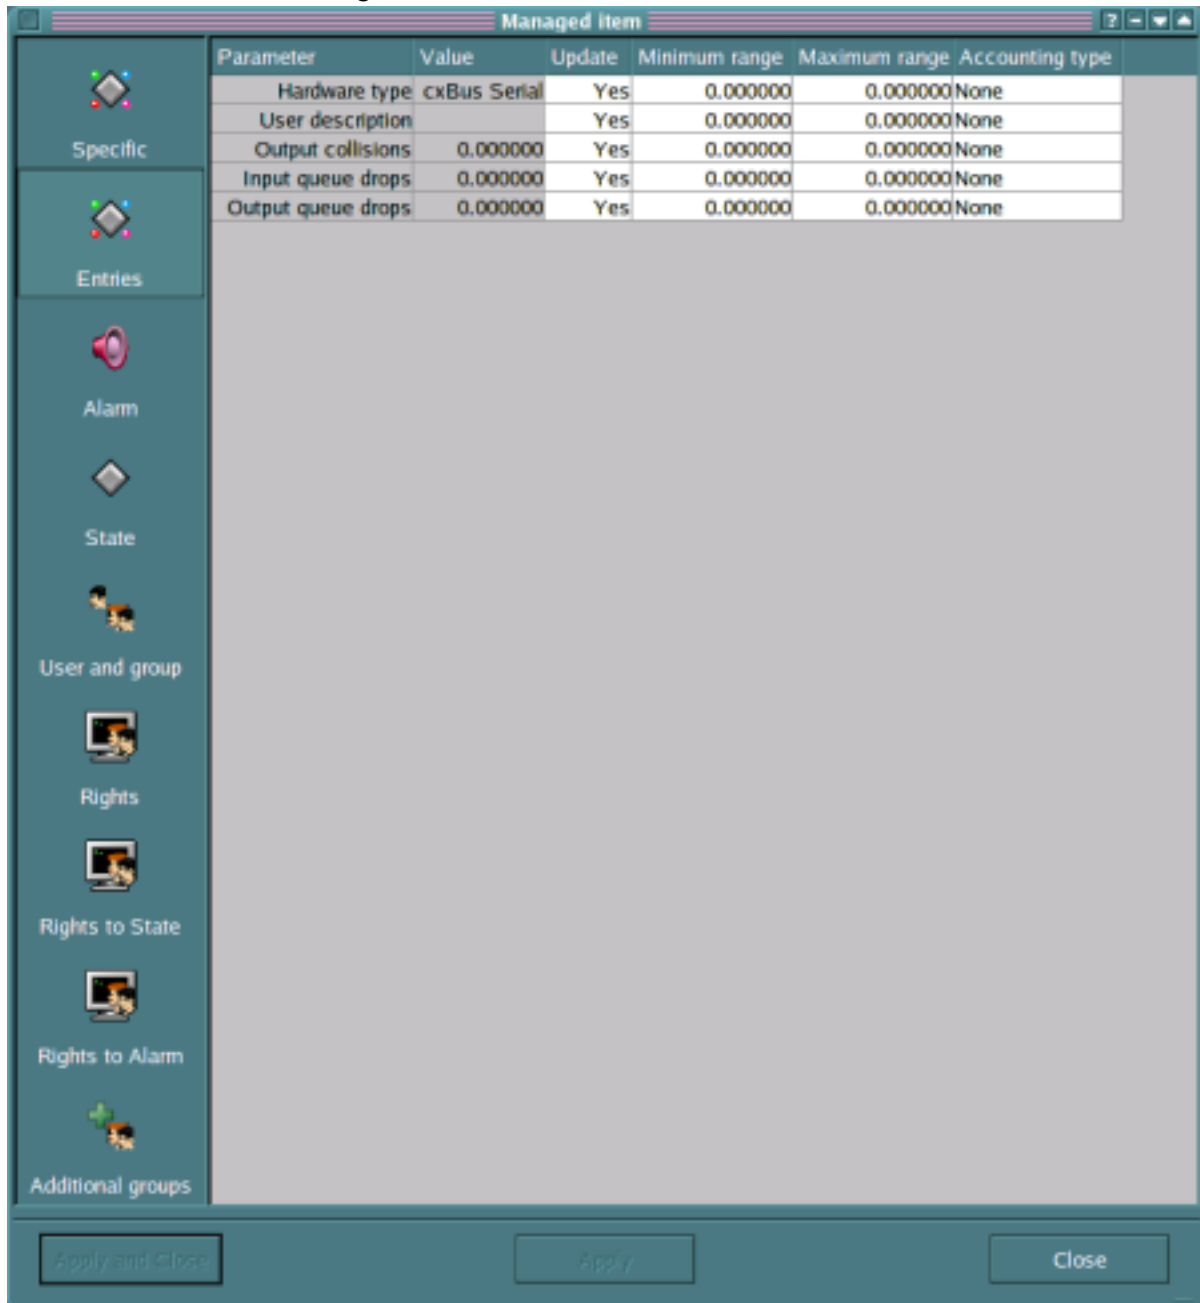 Managed item
?
Parameter Value Update Minimum range Maximum range Accounting type
Hardware type cxBus Serial Yes 0.000000 0.000000 None
User description Yes 0.000000 0.000000 None
Output collisions 0.000000 Yes 0.000000 0.000000 None
Input queue drops 0.000000 Yes 0.000000 0.000000 None
Output queue drops 0.000000 Yes 0.000000 0.000000 None
Specific
Entries
Alarm
State
User and group
Rights
Rights to State
Rights to Alarm
Additional groups
Apply and Close Apply Close